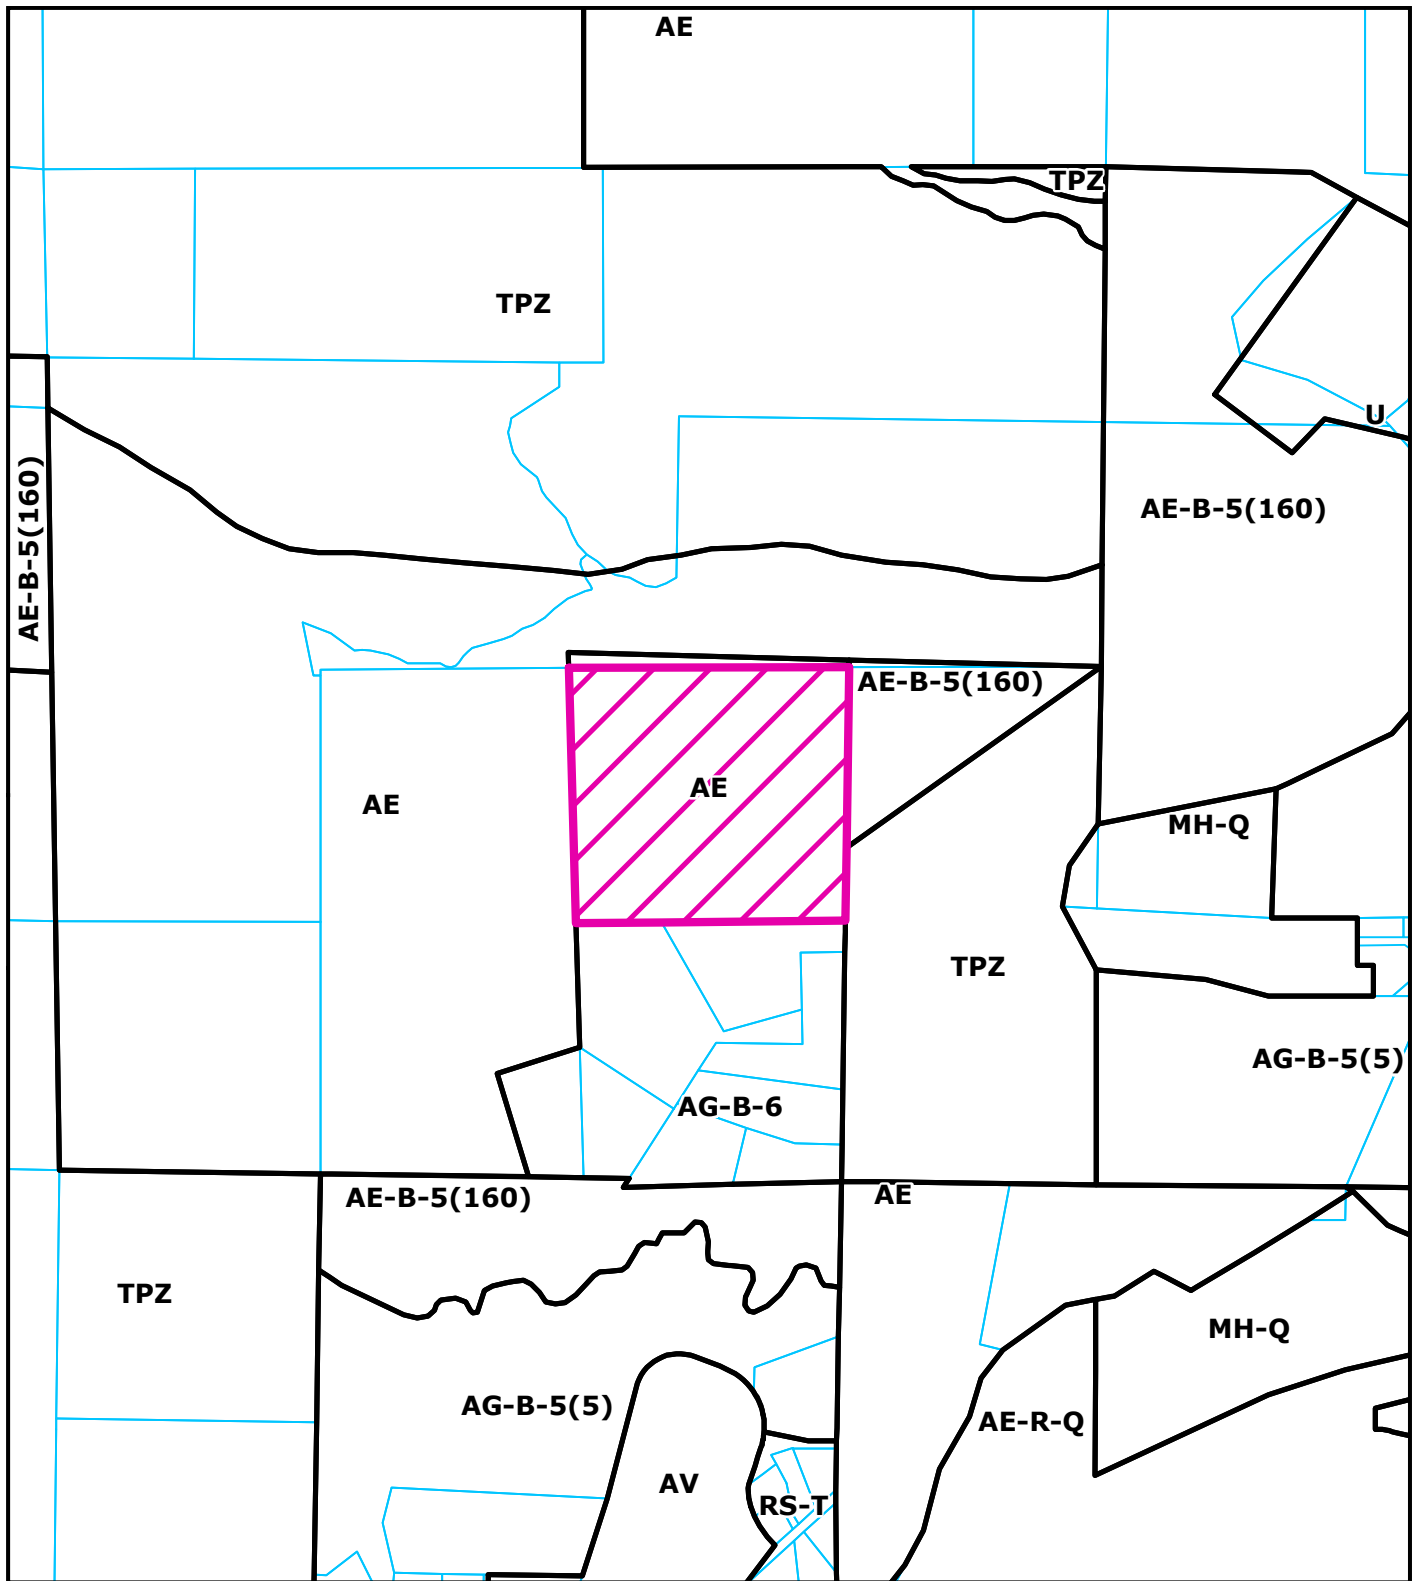 AE
TPZ
TPZ
U
AE-B-5(160)
AE-B-5(160)
AE-B-5(160)
AE
AE
MH-Q
TPZ
AG-B-5(5)
AG-B-6
AE-B-5(160)
AE
TPZ
MH-Q
AG-B-5(5)
AE-R-Q
AV
RS-T